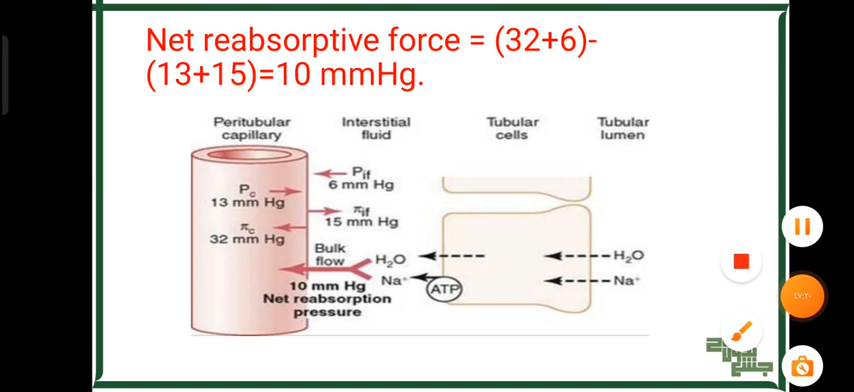 Net reabsorptive force = (32+6)-
(13+15)=10 mmHg.
Peritubular
capillary
Interstitial
fluid
Tubular
cells
Tubular
lumen
Pif
6 mm Hg
Pc
13 mm Hg
πif
15 mm Hg
πc
32 mm Hg
Bulk
flow
H₂O
H₂O
Na⁺
Na⁺
ATP
10 mm Hg
Net reabsorption
pressure